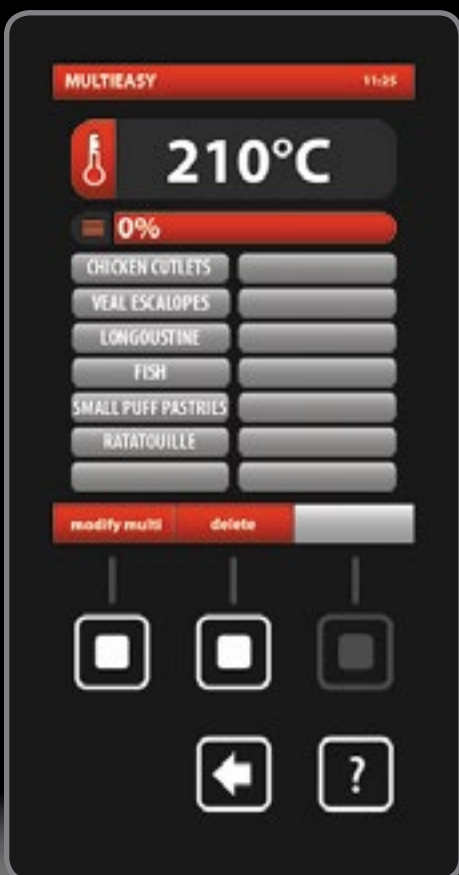 MULTIEASY 11:25
210°C
0%
CHICKEN CUTLETS
VEAL ESCALOPES
LONGOUSTINE
FISH
SMALL PUFF PASTRIES
RATATOUILLE
modify multi delete
?